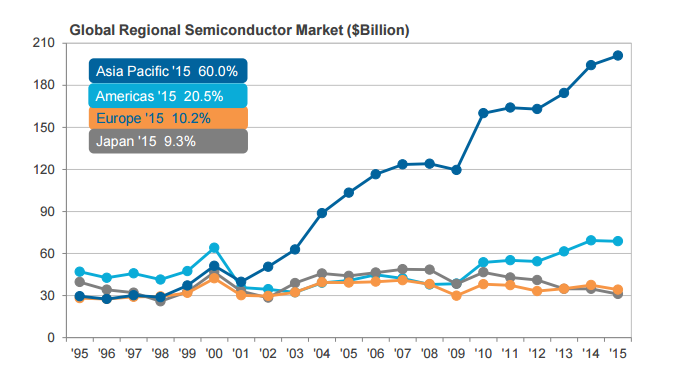 Global Regional Semiconductor Market ($Billion)
210
180
150
120
90
60
30
0
Asia Pacific '15 60.0%
Americas '15 20.5%
Europe '15 10.2%
Japan '15 9.3%
'95 '96 '97 '98 '99 '00 '01 '02 '03 '04 '05 '06 '07 '08 '09 '10 '11 '12 '13 '14 '15